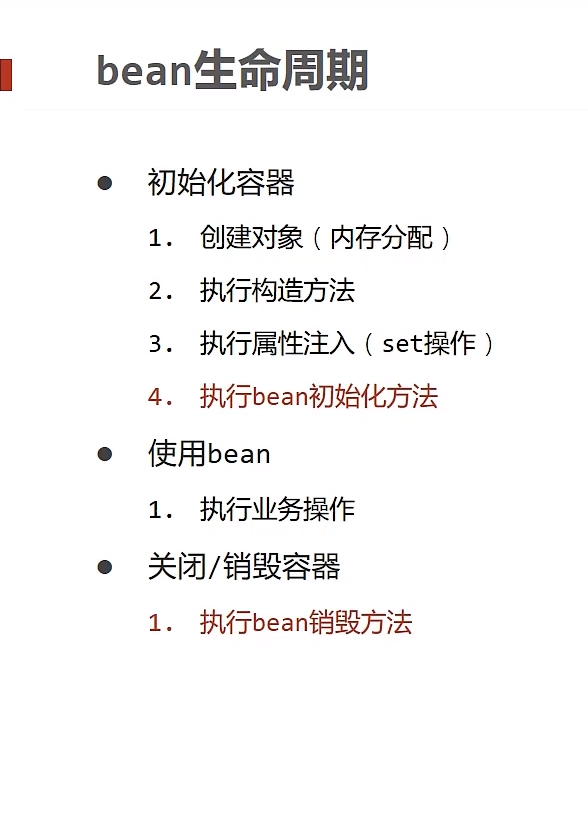 bean生命周期
● 初始化容器
1. 创建对象（内存分配）
2. 执行构造方法
3. 执行属性注入（set操作）
4. 执行bean初始化方法
● 使用bean
1. 执行业务操作
● 关闭/销毁容器
1. 执行bean销毁方法